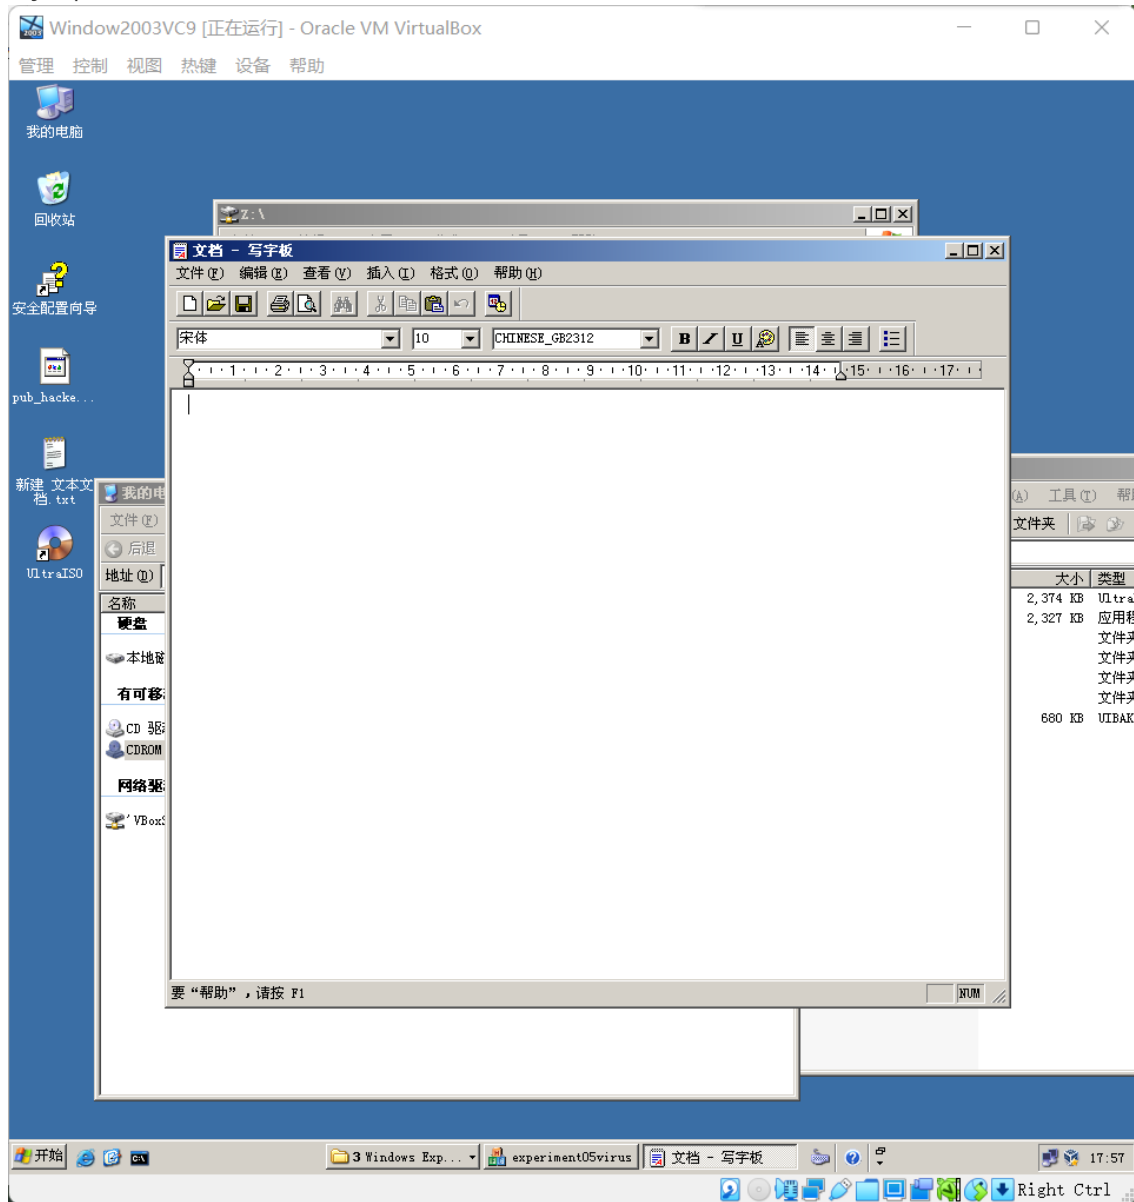 Window2003VC9 [正在运行] - Oracle VM VirtualBox
管理 控制 视图 热键 设备 帮助
我的电脑
回收站
安全配置向导
pub_hacke...
新建 文本文
档.txt
UltraISO
Z:\
文档 - 写字板
文件(F) 编辑(E) 查看(V) 插入(I) 格式(O) 帮助(H)
宋体 10 CHINESE_GB2312 B U
1 2 3 4 5 6 7 8 9 10 11 12 13 14 15 16 17
要“帮助”，请按 F1 NUM
我的电
文件(F)
后退
地址(D)
名称
硬盘
本地磁
有可移
CD 驱
CDROM
网络驱
'VBoxS
(A) 工具(T) 帮
文件夹
大小 类型
2,374 KB Ultra
2,327 KB 应用程
文件夹
文件夹
文件夹
文件夹
680 KB UIBAK
开始 3 Windows Exp... experiment05virus 文档 - 写字板 17:57
Right Ctrl